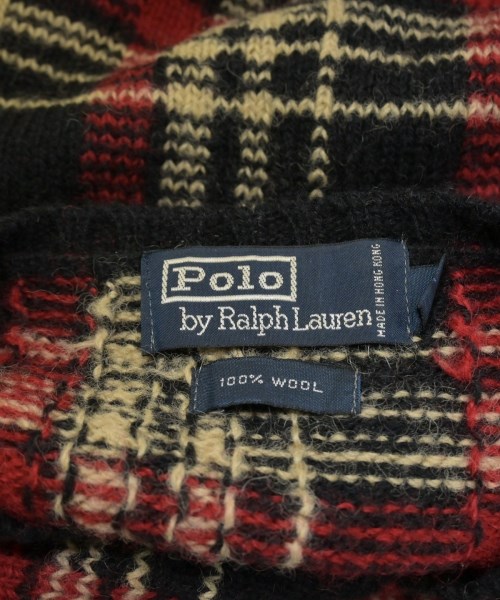 Polo
by Ralph Lauren
MADE IN HONG KONG
100% WOOL